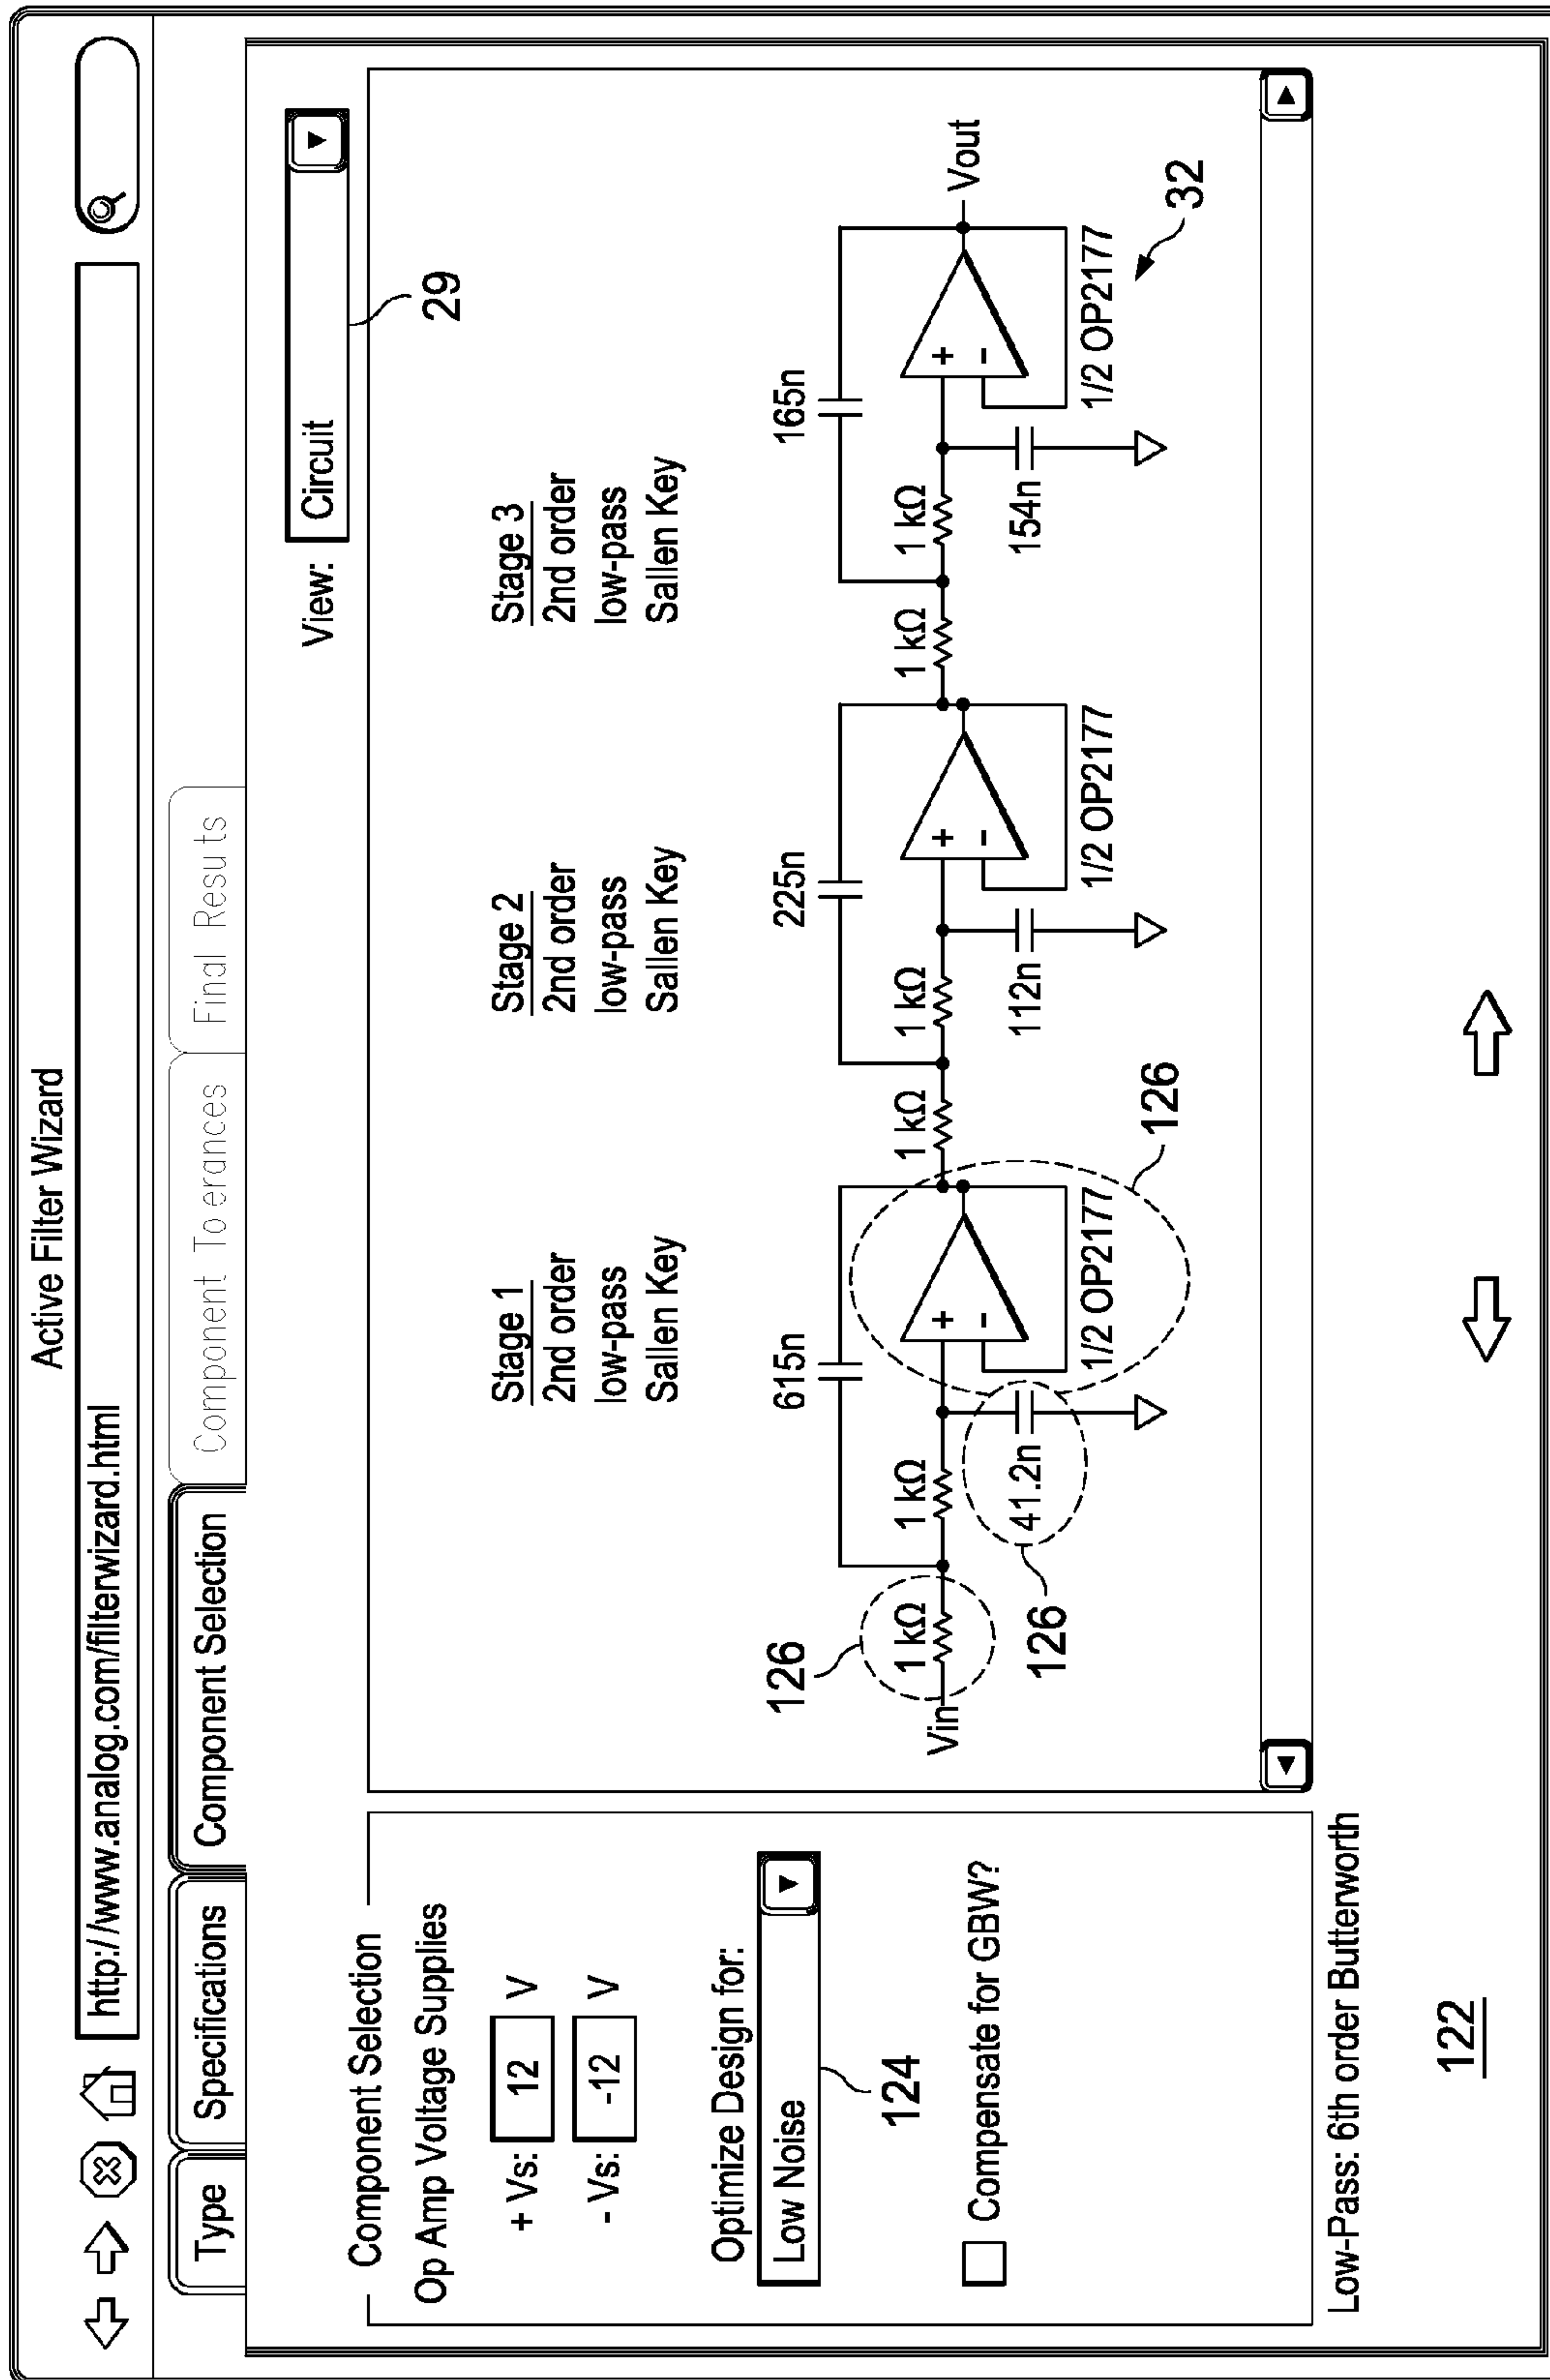 Active Filter Wizard
http://www.analog.com/filterwizard.html
Type
Specifications
Component Selection
Component To erances
Final Resu ts
Component Selection
Op Amp Voltage Supplies
+ Vs: 12 V
- Vs: -12 V
Optimize Design for:
Low Noise
124
Compensate for GBW?
View: Circuit
29
Stage 1
2nd order
low-pass
Sallen Key
Stage 2
2nd order
low-pass
Sallen Key
Stage 3
2nd order
low-pass
Sallen Key
615n
225n
165n
126
Vin
1 kΩ
1 kΩ
1 kΩ
1 kΩ
1 kΩ
1 kΩ
Vout
+
-
+
-
+
-
41.2n
112n
154n
126
1/2 OP2177
1/2 OP2177
1/2 OP2177
126
32
Low-Pass: 6th order Butterworth
122